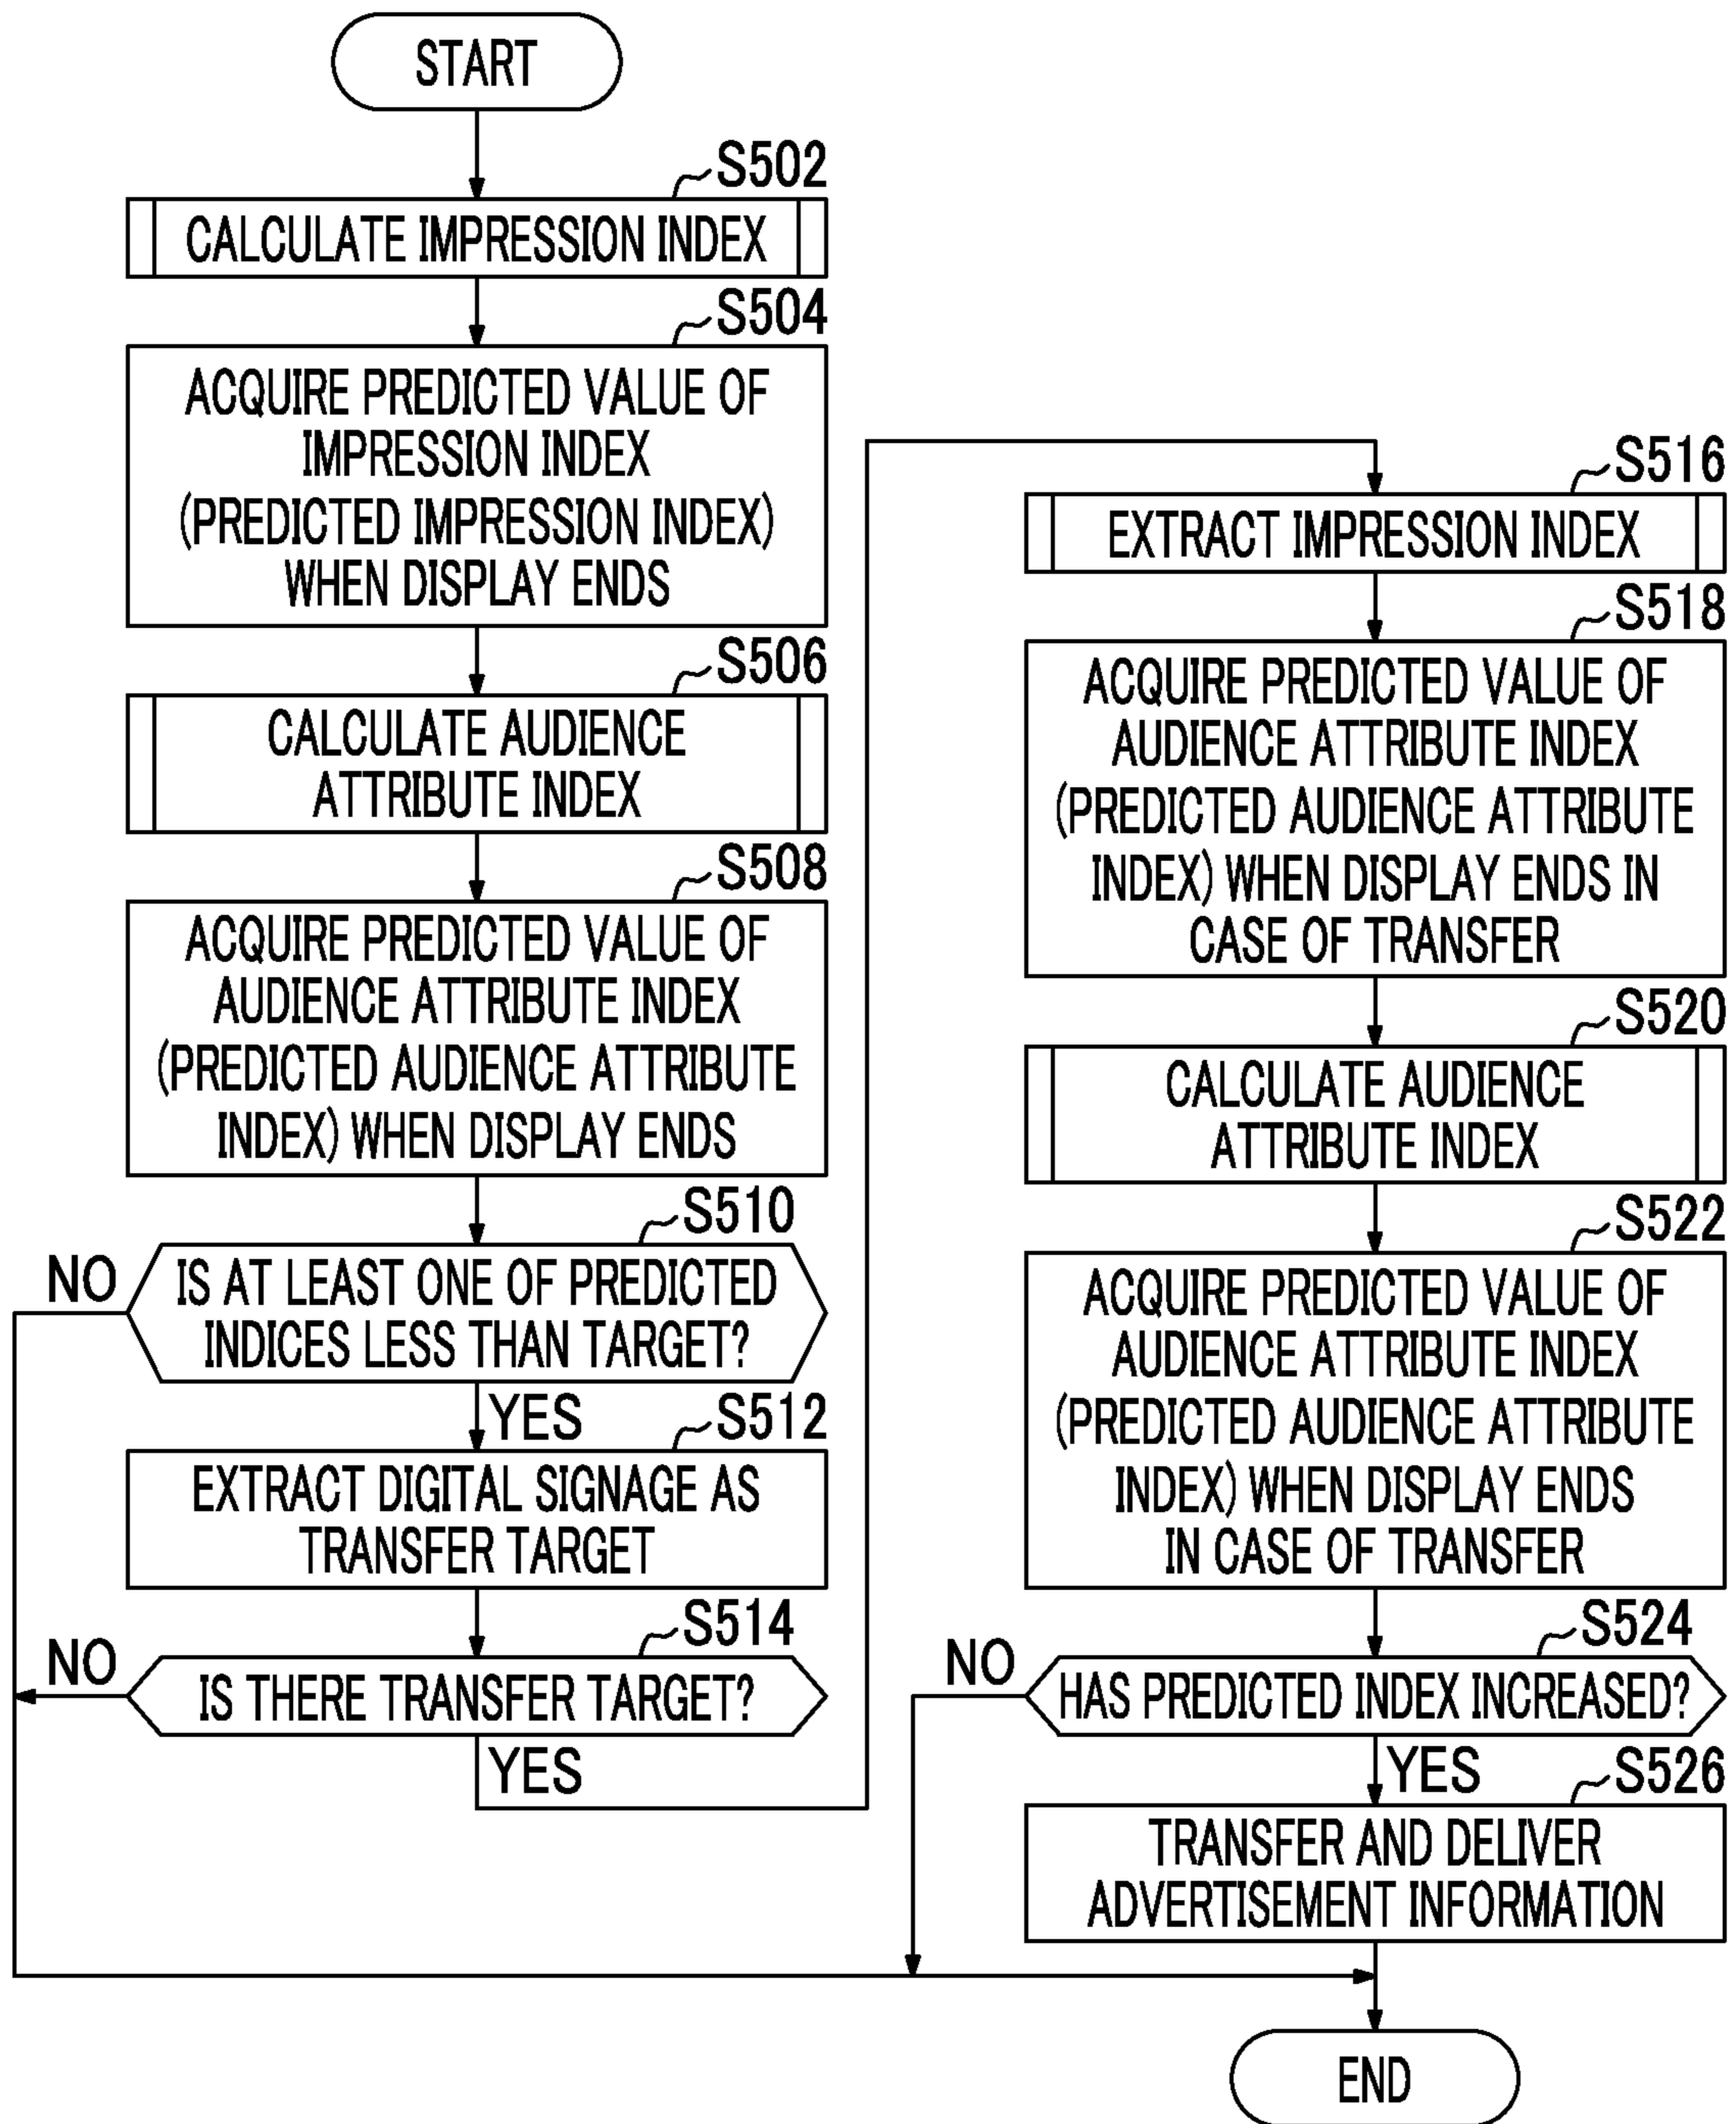 START
S502
CALCULATE IMPRESSION INDEX
S504
ACQUIRE PREDICTED VALUE OF
IMPRESSION INDEX
(PREDICTED IMPRESSION INDEX)
WHEN DISPLAY ENDS
S506
CALCULATE AUDIENCE
ATTRIBUTE INDEX
S508
ACQUIRE PREDICTED VALUE OF
AUDIENCE ATTRIBUTE INDEX
(PREDICTED AUDIENCE ATTRIBUTE
INDEX) WHEN DISPLAY ENDS
S510
NO
IS AT LEAST ONE OF PREDICTED
INDICES LESS THAN TARGET?
YES
S512
EXTRACT DIGITAL SIGNAGE AS
TRANSFER TARGET
S514
NO
IS THERE TRANSFER TARGET?
YES
S516
EXTRACT IMPRESSION INDEX
S518
ACQUIRE PREDICTED VALUE OF
AUDIENCE ATTRIBUTE INDEX
(PREDICTED AUDIENCE ATTRIBUTE
INDEX) WHEN DISPLAY ENDS IN
CASE OF TRANSFER
S520
CALCULATE AUDIENCE
ATTRIBUTE INDEX
S522
ACQUIRE PREDICTED VALUE OF
AUDIENCE ATTRIBUTE INDEX
(PREDICTED AUDIENCE ATTRIBUTE
INDEX) WHEN DISPLAY ENDS
IN CASE OF TRANSFER
S524
NO
HAS PREDICTED INDEX INCREASED?
YES
S526
TRANSFER AND DELIVER
ADVERTISEMENT INFORMATION
END